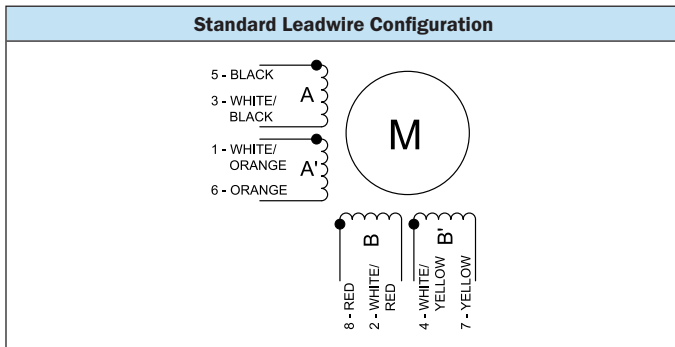 Standard Leadwire Configuration
5 - BLACK
3 - WHITE/
BLACK
A
1 - WHITE/
ORANGE
6 - ORANGE
A'
M
B
B'
8 - RED
2 - WHITE/
RED
4 - WHITE/
YELLOW
7 - YELLOW